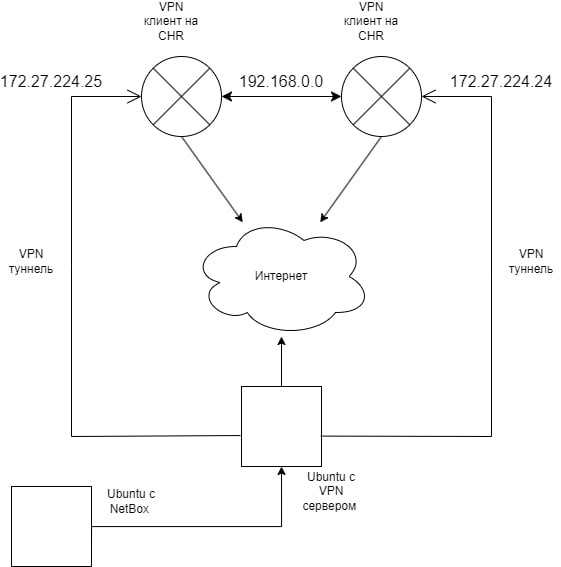 VPN
клиент на
CHR
VPN
клиент на
CHR
172.27.224.25
192.168.0.0
172.27.224.24
VPN
туннель
Интернет
VPN
туннель
Ubuntu с
NetBox
Ubuntu с
VPN
сервером